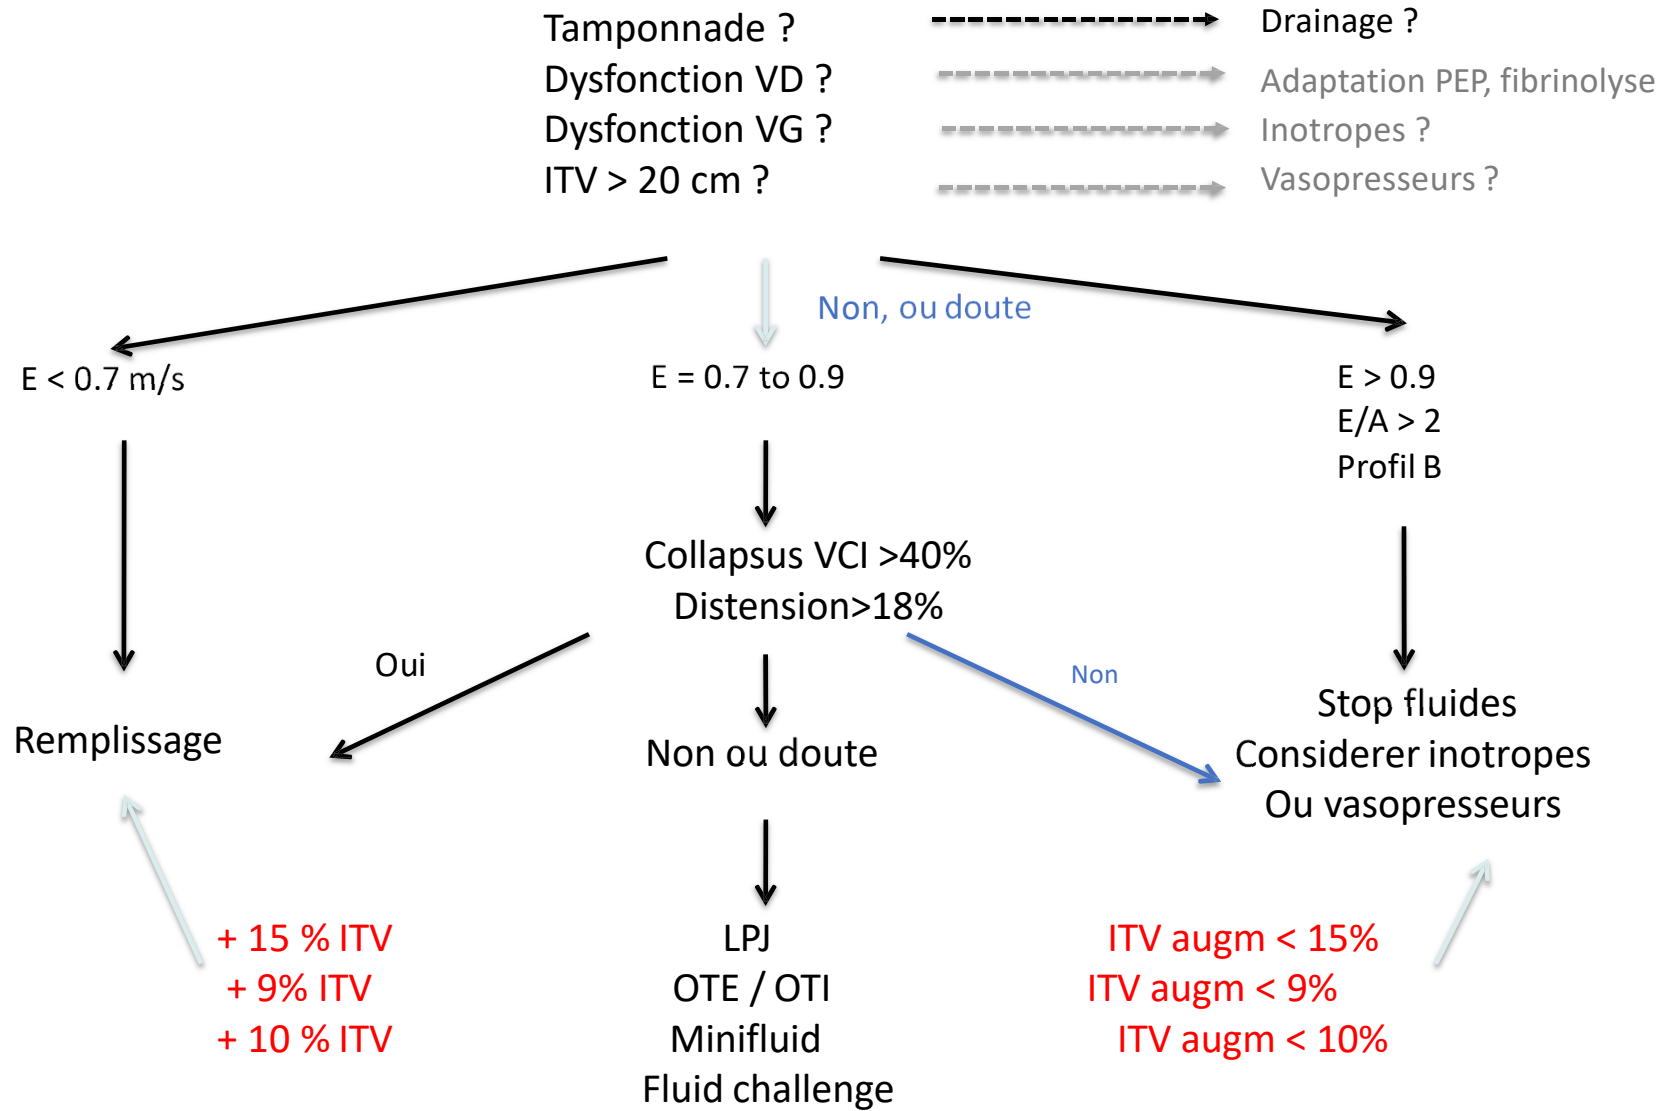 Tamponnade ?
Drainage ?
Dysfonction VD ?
Adaptation PEP, fibrinolyse
Dysfonction VG ?
Inotropes ?
ITV > 20 cm ?
Vasopresseurs ?
Non, ou doute
E < 0.7 m/s
E = 0.7 to 0.9
E > 0.9
E/A > 2
Profil B
Collapsus VCI >40%
Distension>18%
Oui
Non
Remplissage
Non ou doute
Stop fluides
Considerer inotropes
Ou vasopresseurs
+ 15 % ITV
LPJ
ITV augm < 15%
+ 9% ITV
OTE / OTI
ITV augm < 9%
+ 10 % ITV
Minifluid
ITV augm < 10%
Fluid challenge